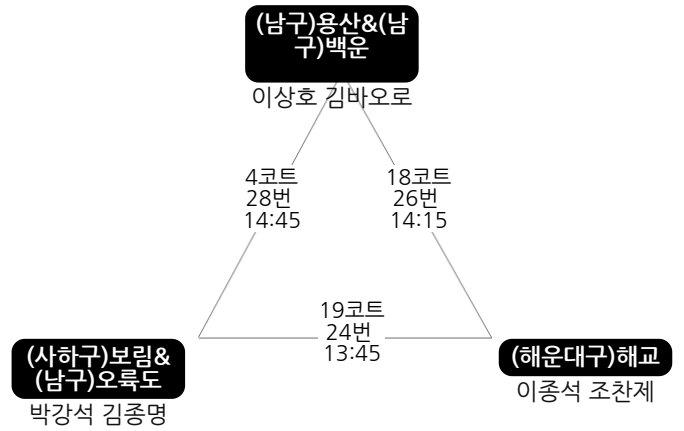 (남구)용산&(남
구)백운
이상호 김바오로
4코트
28번
14:45
18코트
26번
14:15
19코트
24번
13:45
(사하구)보림&
(남구)오륙도
박강석 김종명
(해운대구)해교
이종석 조찬제